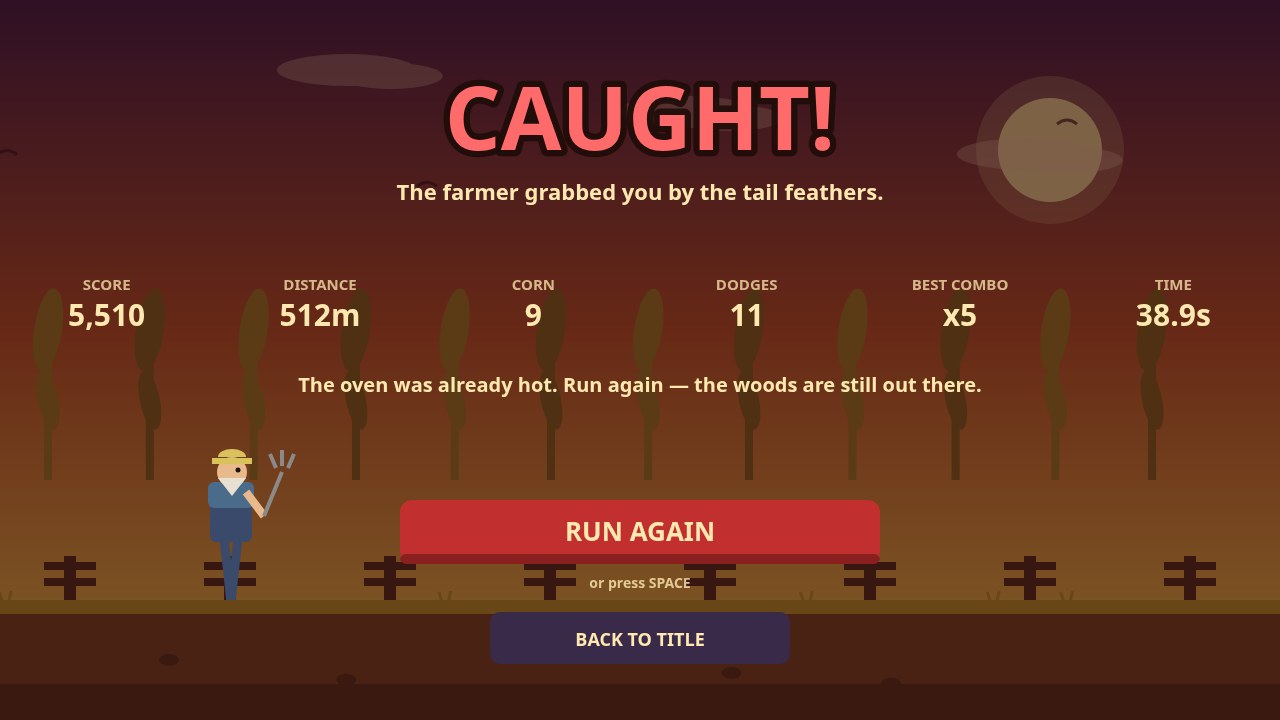 CAUGHT!
The farmer grabbed you by the tail feathers.
SCORE DISTANCE CORN DODGES BEST COMBO TIME
5,510 512m 9 11 x5 38.9s
The oven was already hot. Run again — the woods are still out there.
RUN AGAIN
or press SPACE
BACK TO TITLE